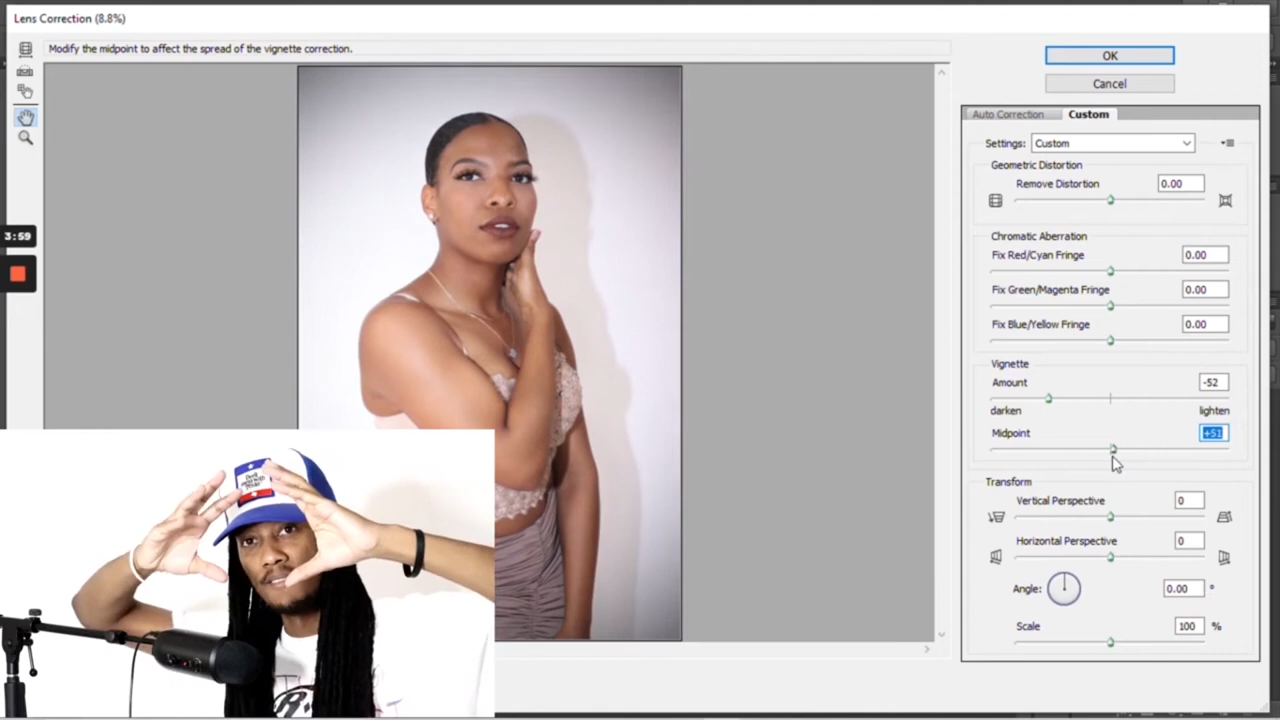 Lens Correction (8.8%)
Modify the midpoint to affect the spread of the vignette correction.
OK
Cancel
Auto Correction
Custom
Settings:
Custom
Geometric Distortion
Remove Distortion
0.00
3:59
Chromatic Aberration
Fix Red/Cyan Fringe
0.00
Fix Green/Magenta Fringe
0.00
Fix Blue/Yellow Fringe
0.00
Vignette
Amount
-52
darken
lighten
Midpoint
+51
Transform
Vertical Perspective
0
Horizontal Perspective
0
Angle:
0.00
°
Scale
100
%